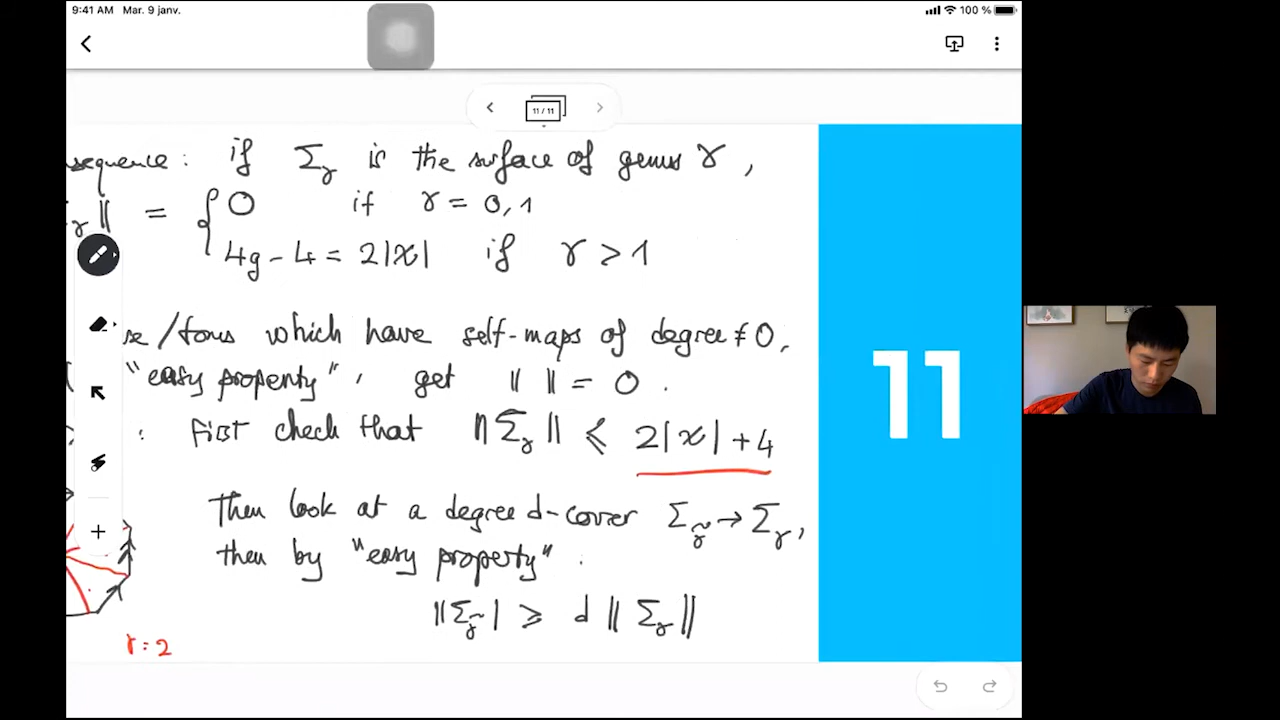 9:41 AM Mar. 9 janv.
100 %
11 / 11
sequence: if Σγ is the surface of genus γ,
γ‖ = { 0 if γ = 0, 1
4g - 4 = 2|χ| if γ > 1
se/torus which have self-maps of degree ≠ 0,
"easy property", get ‖ ‖ = 0.
: First check that ‖Σγ‖ ≤ 2|χ| + 4
Then look at a degree d-cover Σγ̃ → Σγ,
then by "easy property" :
‖Σγ̃| ≥ d ‖Σγ‖
γ = 2
11